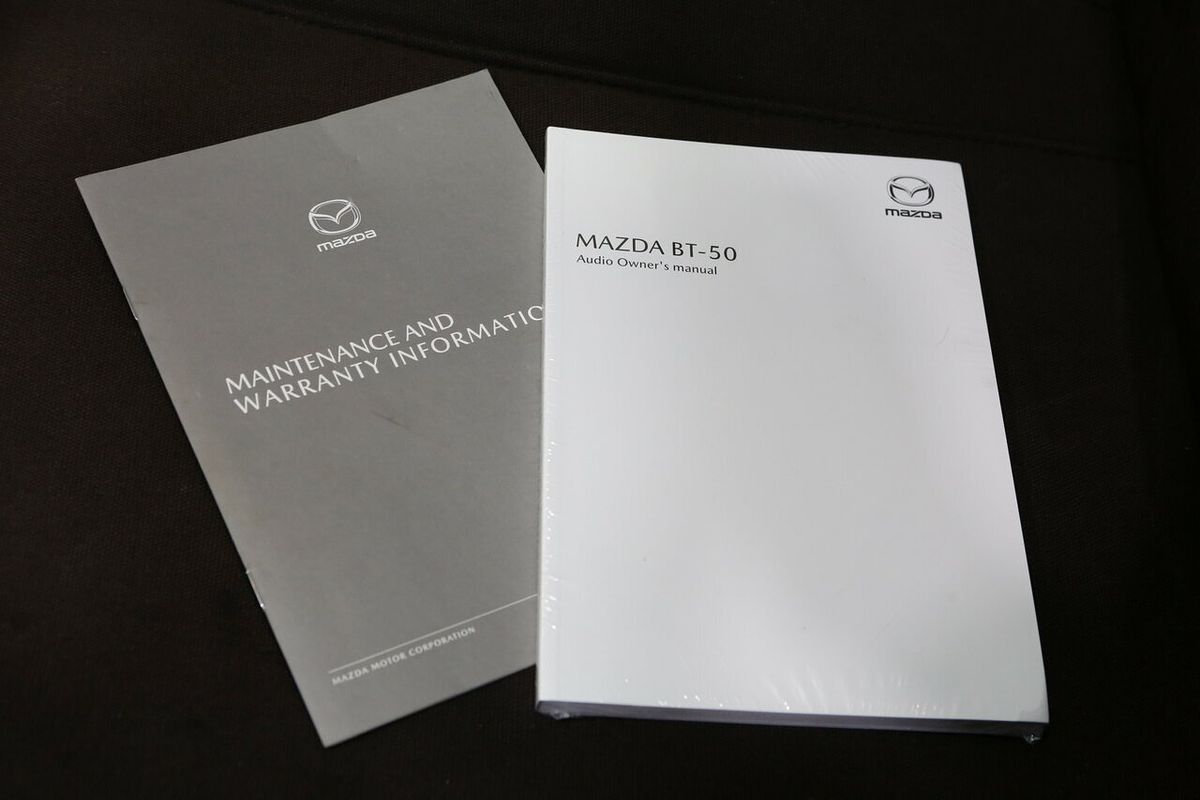 mazda
MAINTENANCE AND
WARRANTY INFORMATIO
MAZDA MOTOR CORPORATION
mazda
MAZDA BT-50
Audio Owner's manual